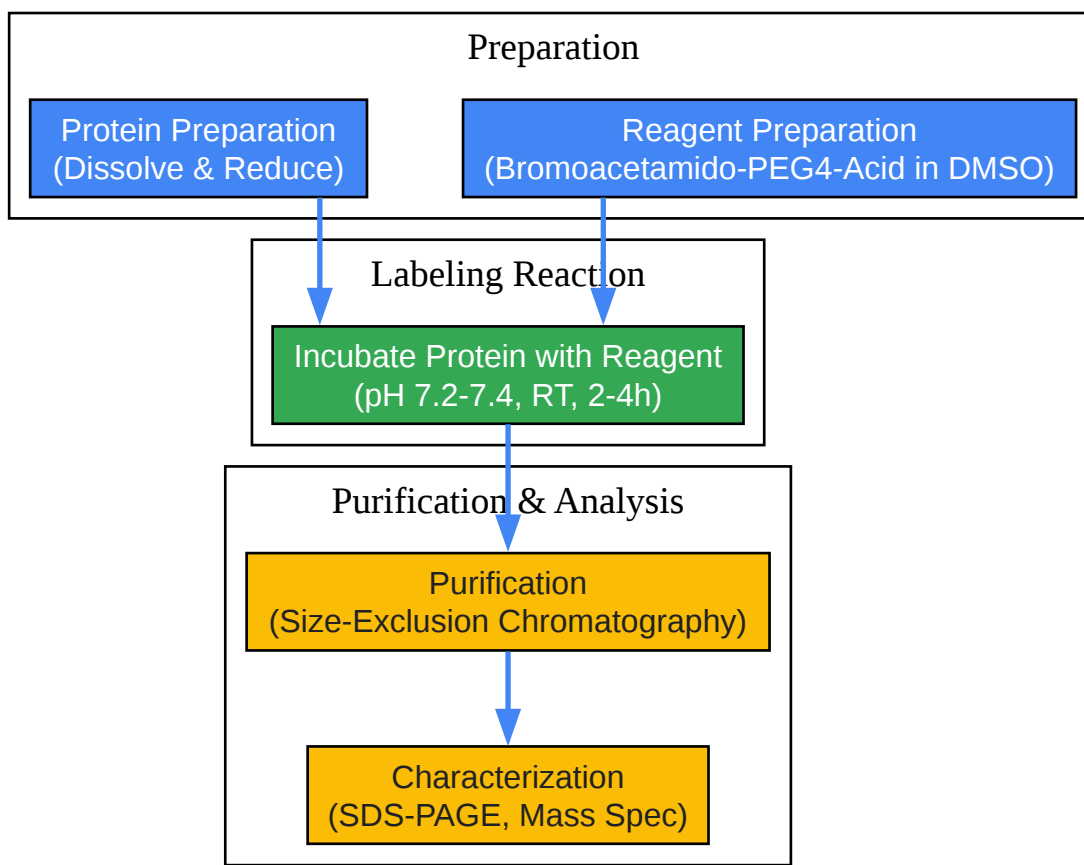 Preparation
Protein Preparation
(Dissolve & Reduce)
Reagent Preparation
(Bromoacetamido-PEG4-Acid in DMSO)
Labeling Reaction
Incubate Protein with Reagent
(pH 7.2-7.4, RT, 2-4h)
Purification & Analysis
Purification
(Size-Exclusion Chromatography)
Characterization
(SDS-PAGE, Mass Spec)